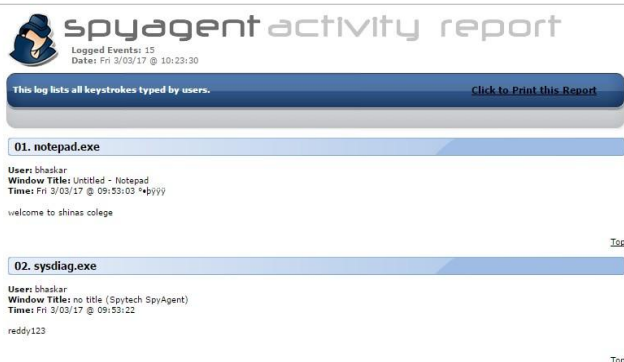 spyagent activity report
Logged Events: 15
Date: Fri 3/03/17 @ 10:23:30
This log lists all keystrokes typed by users. Click to Print this Report
01. notepad.exe
User: bhaskar
Window Title: Untitled - Notepad
Time: Fri 3/03/17 @ 09:53:03 º•þÿÿ
welcome to shinas colege
Top
02. sysdiag.exe
User: bhaskar
Window Title: no title (Spytech SpyAgent)
Time: Fri 3/03/17 @ 09:53:22
reddy123
Top